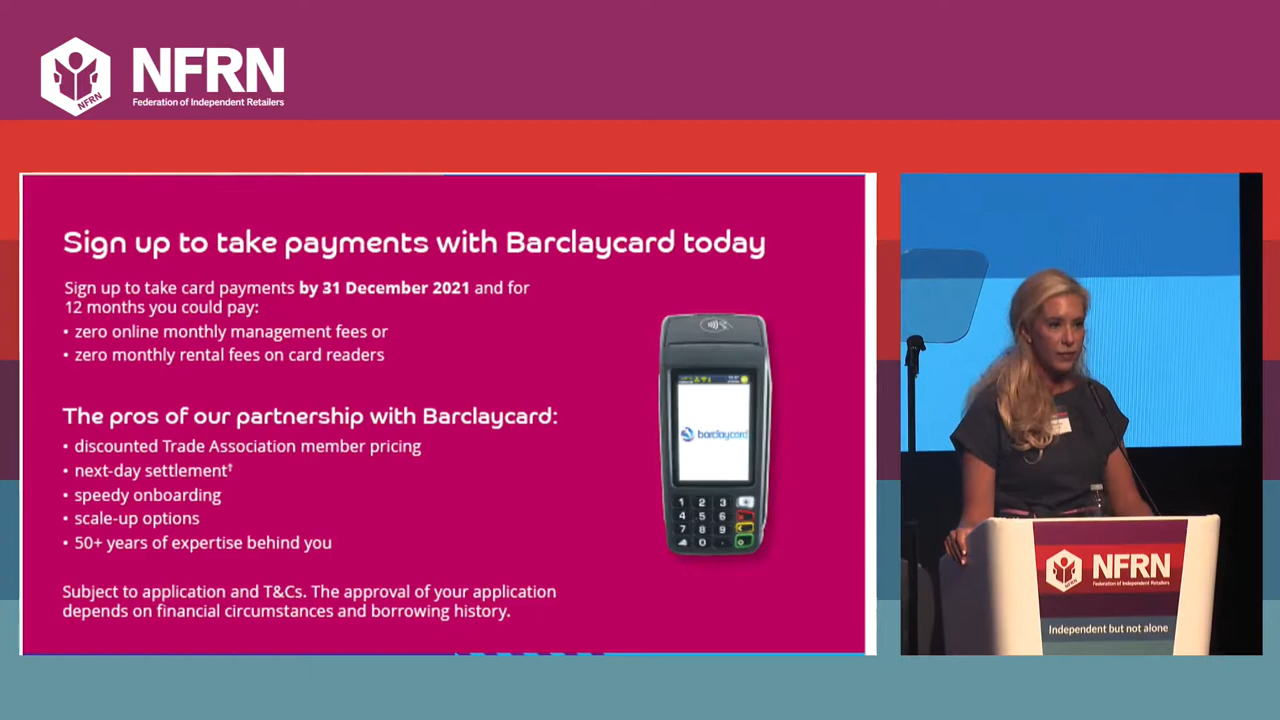 NFRN
Federation of Independent Retailers
NFRN
Sign up to take payments with Barclaycard today
Sign up to take card payments by 31 December 2021 and for
12 months you could pay:
• zero online monthly management fees or
• zero monthly rental fees on card readers
The pros of our partnership with Barclaycard:
• discounted Trade Association member pricing
• next-day settlement†
• speedy onboarding
• scale-up options
• 50+ years of expertise behind you
Subject to application and T&Cs. The approval of your application
depends on financial circumstances and borrowing history.
barclaycard
1 2 3
4 5 6
7 8 9
0
NFRN
NFRN
Federation of Independent Retailers
Independent but not alone